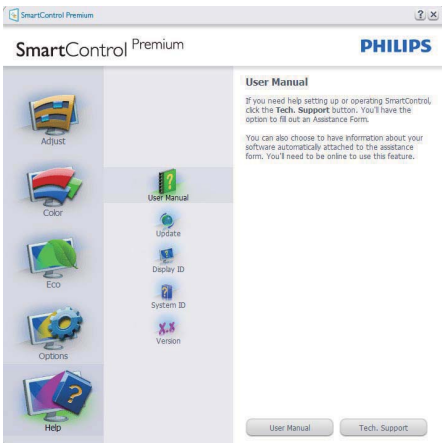 SmartControl Premium
SmartControl Premium
PHILIPS
Adjust
Color
Eco
Options
Help
User Manual
Update
Display ID
System ID
X.X
Version
User Manual
If you need help setting up or operating SmartControl,
click the Tech. Support button. You'll have the
option to fill out an Assistance Form.
You can also choose to have information about your
software automatically attached to the assistance
form. You'll need to be online to use this feature.
User Manual
Tech. Support